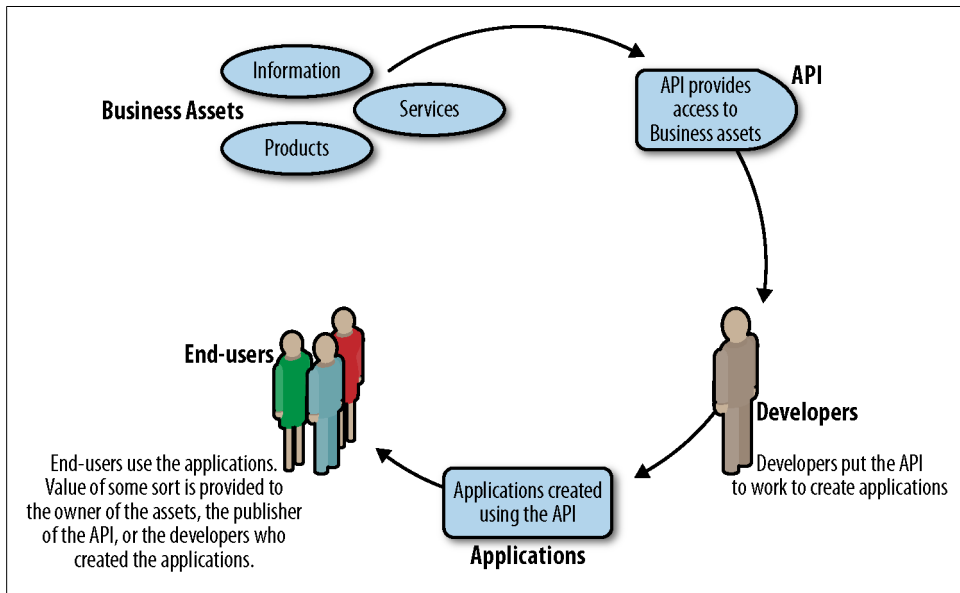 Information
Business Assets
Services
Products
API
API provides
access to
Business assets
Developers
Developers put the API
to work to create applications
Applications created
using the API
Applications
End-users
End-users use the applications.
Value of some sort is provided to
the owner of the assets, the publisher
of the API, or the developers who
created the applications.